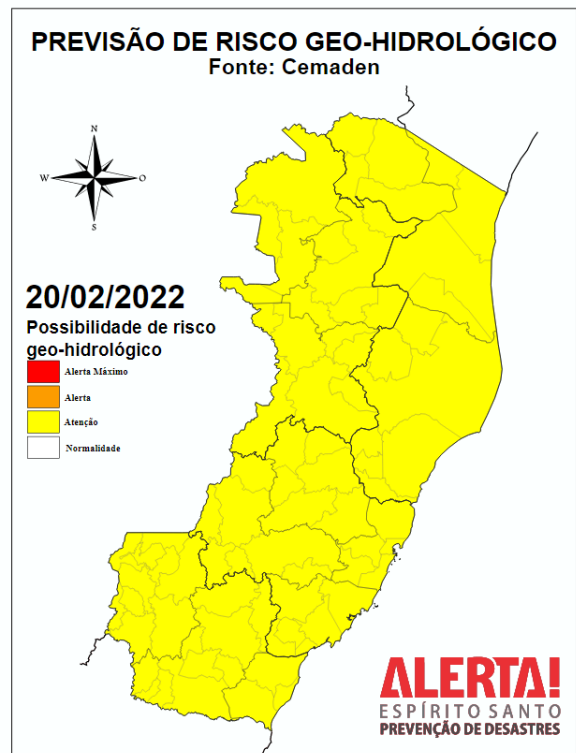 PREVISÃO DE RISCO GEO-HIDROLÓGICO
Fonte: Cemaden
N
W
O
S
20/02/2022
Possibilidade de risco
geo-hidrológico
Alerta Máximo
Alerta
Atenção
Normalidade
ALERTA!
ESPÍRITO SANTO
PREVENÇÃO DE DESASTRES